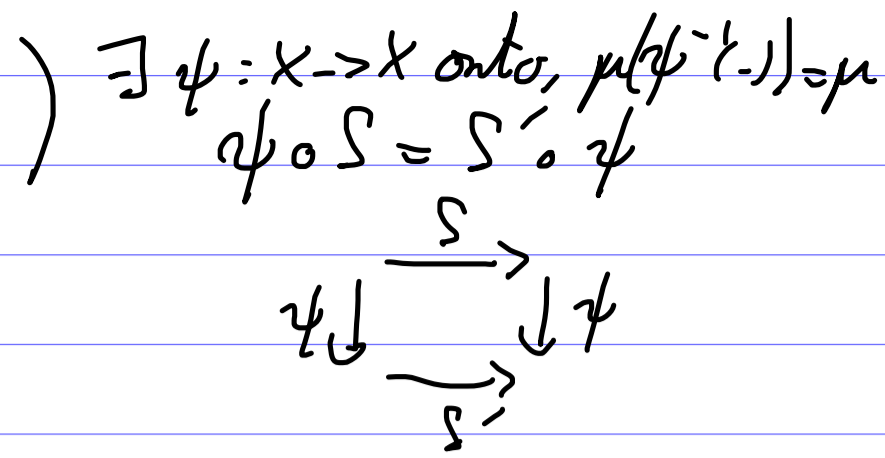 ) ∃ ψ : X -> X onto, μ(ψ⁻¹(-)) = μ
ψ ∘ S = S' ∘ ψ
S
ψ ↓ ↓ ψ
S'